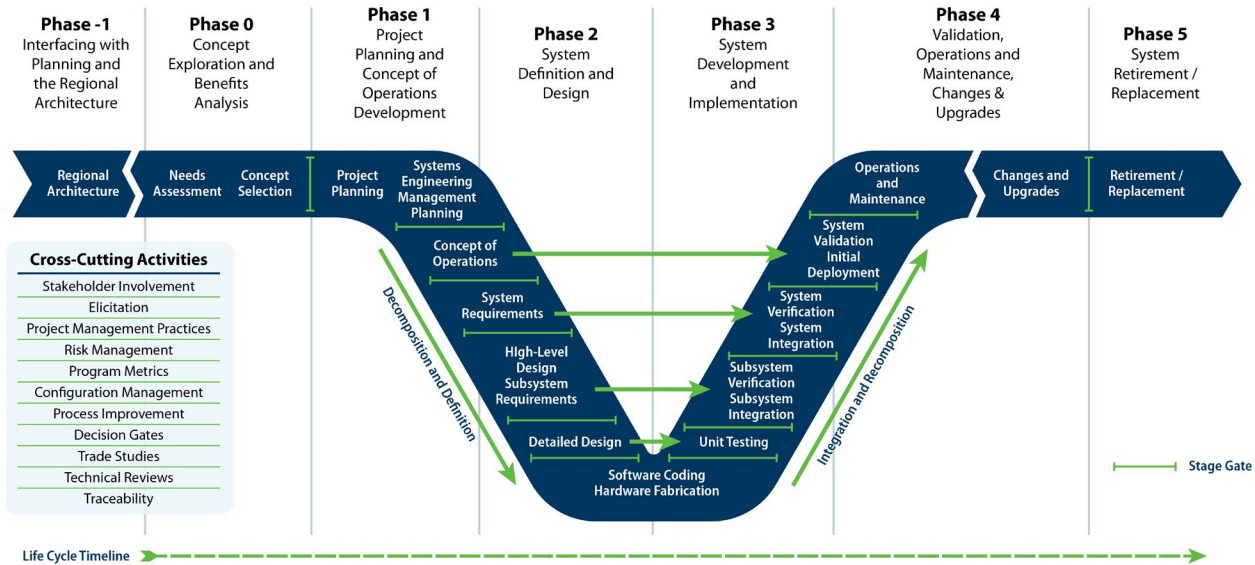 Phase -1
Interfacing with
Planning and
the Regional
Architecture
Phase 0
Concept
Exploration and
Benefits
Analysis
Phase 1
Project
Planning and
Concept of
Operations
Development
Phase 2
System
Definition and
Design
Phase 3
System
Development
and
Implementation
Phase 4
Validation,
Operations and
Maintenance,
Changes &
Upgrades
Phase 5
System
Retirement /
Replacement
Regional
Architecture
Needs
Assessment
Concept
Selection
Project
Planning
Systems
Engineering
Management
Planning
Concept of
Operations
System
Requirements
HIgh-Level
Design
Subsystem
Requirements
Detailed Design
Software Coding
Hardware Fabrication
Unit Testing
Subsystem
Verification
Subsystem
Integration
System
Verification
System
Integration
System
Validation
Initial
Deployment
Operations
and
Maintenance
Changes and
Upgrades
Retirement /
Replacement
Decomposition and Definition
Integration and Recomposition
Cross-Cutting Activities
Stakeholder Involvement
Elicitation
Project Management Practices
Risk Management
Program Metrics
Configuration Management
Process Improvement
Decision Gates
Trade Studies
Technical Reviews
Traceability
Stage Gate
Life Cycle Timeline